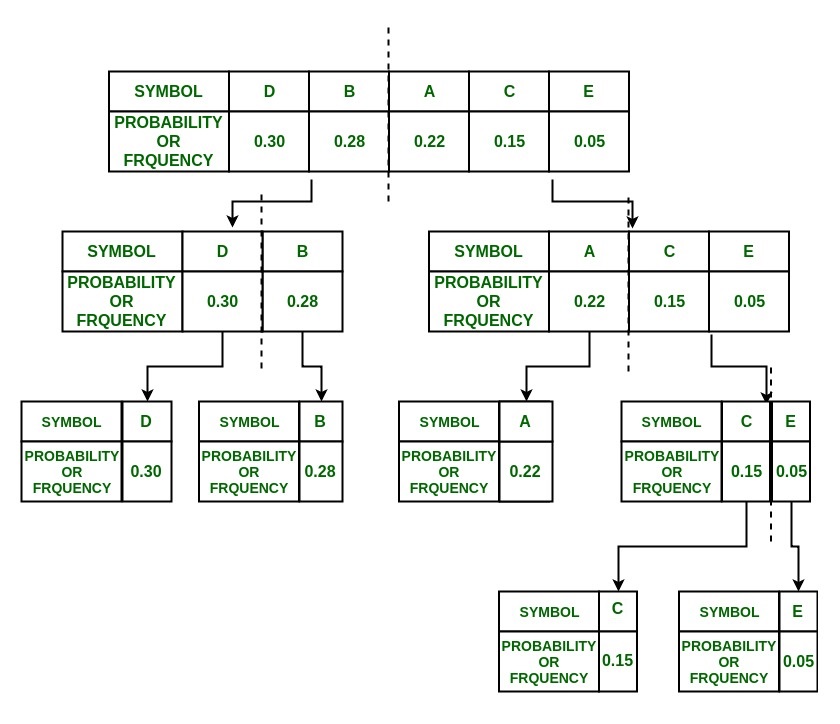 SYMBOL D B A C E
PROBABILITY
OR
FRQUENCY 0.30 0.28 0.22 0.15 0.05
SYMBOL D B
PROBABILITY
OR
FRQUENCY 0.30 0.28
SYMBOL A C E
PROBABILITY
OR
FRQUENCY 0.22 0.15 0.05
SYMBOL D
PROBABILITY
OR
FRQUENCY 0.30
SYMBOL B
PROBABILITY
OR
FRQUENCY 0.28
SYMBOL A
PROBABILITY
OR
FRQUENCY 0.22
SYMBOL C E
PROBABILITY
OR
FRQUENCY 0.15 0.05
SYMBOL C
PROBABILITY
OR
FRQUENCY 0.15
SYMBOL E
PROBABILITY
OR
FRQUENCY 0.05